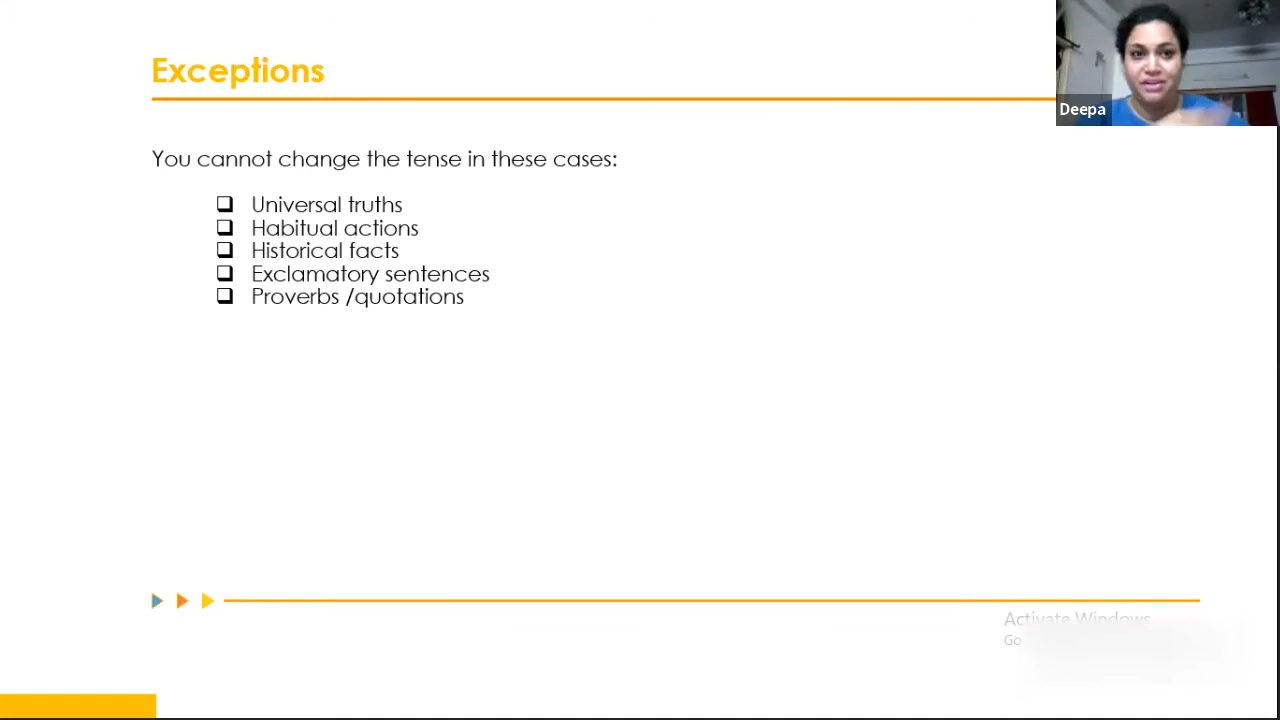 Exceptions
Deepa
You cannot change the tense in these cases:
Universal truths
Habitual actions
Historical facts
Exclamatory sentences
Proverbs /quotations
Activate Windows
Go